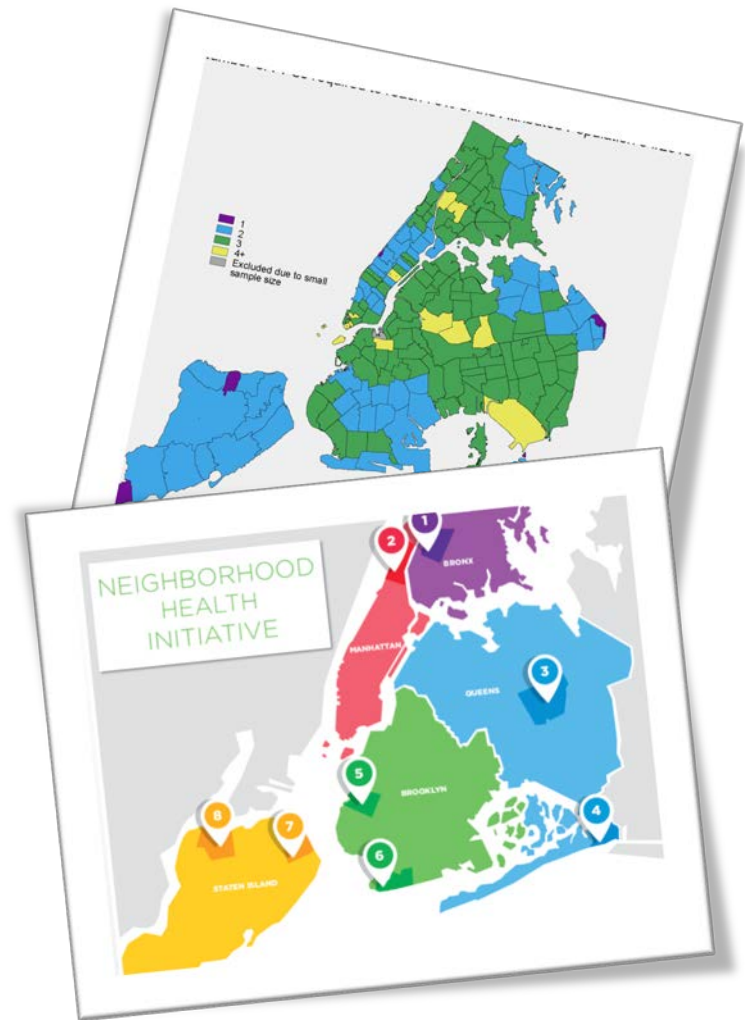 1
2
3
4+
Excluded due to small
sample size
NEIGHBORHOOD
HEALTH
INITIATIVE
1
2
BRONX
MANHATTAN
3
QUEENS
5
BROOKLYN
4
8
7
6
STATEN ISLAND